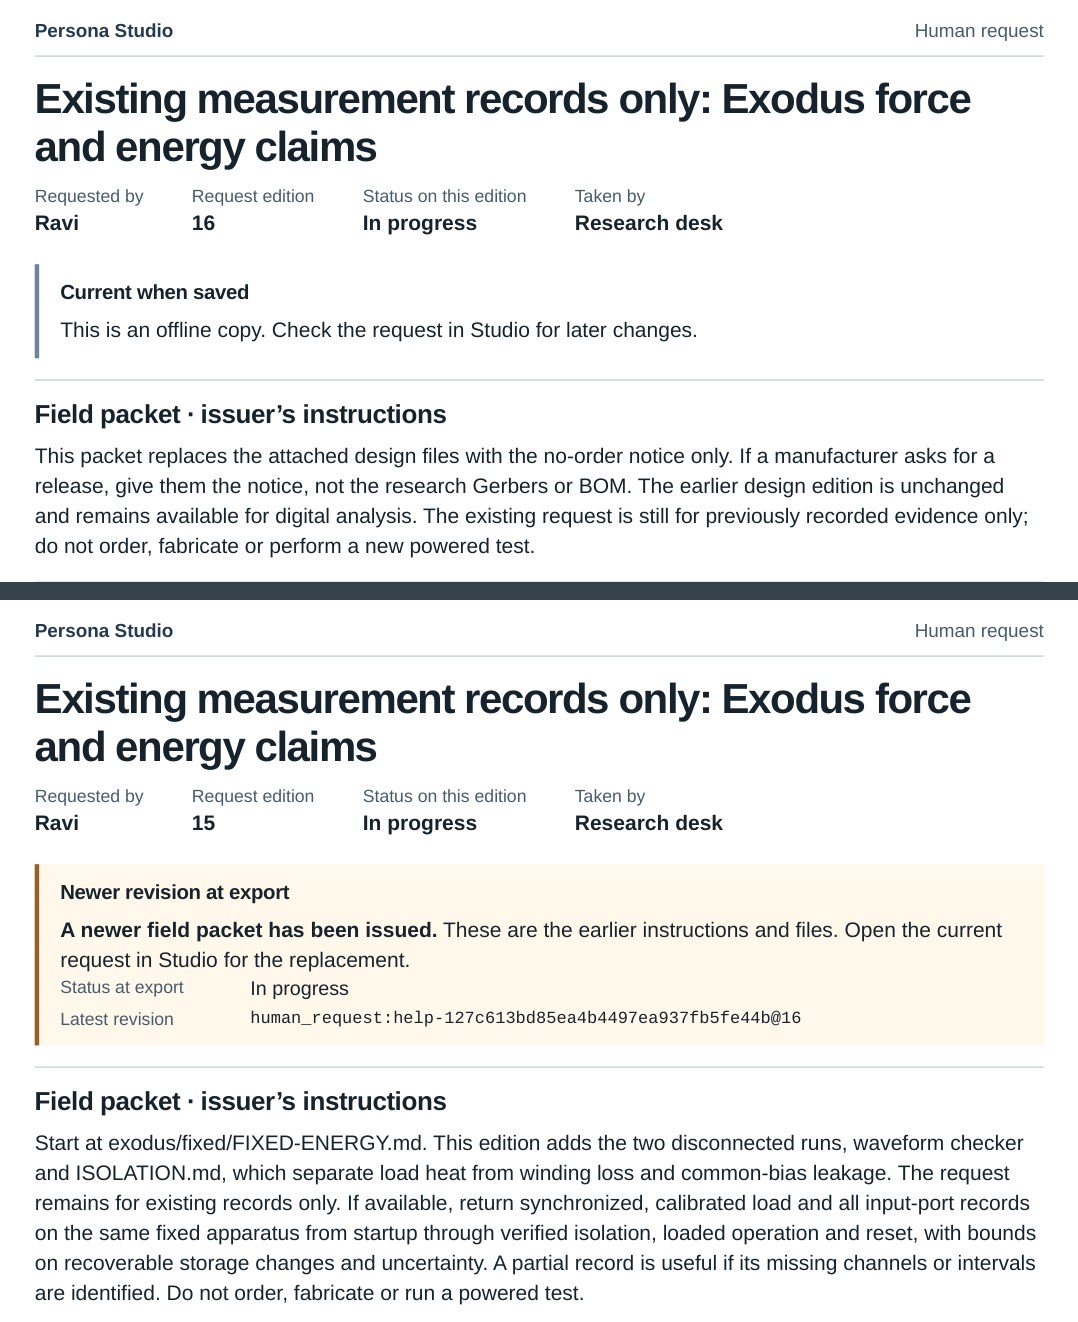 Persona Studio
Human request
Existing measurement records only: Exodus force
and energy claims
Requested by
Request edition
Status on this edition
Taken by
Ravi
16
In progress
Research desk
Current when saved
This is an offline copy. Check the request in Studio for later changes.
Field packet · issuer’s instructions
This packet replaces the attached design files with the no-order notice only. If a manufacturer asks for a
release, give them the notice, not the research Gerbers or BOM. The earlier design edition is unchanged
and remains available for digital analysis. The existing request is still for previously recorded evidence only;
do not order, fabricate or perform a new powered test.
Persona Studio
Human request
Existing measurement records only: Exodus force
and energy claims
Requested by
Request edition
Status on this edition
Taken by
Ravi
15
In progress
Research desk
Newer revision at export
A newer field packet has been issued. These are the earlier instructions and files. Open the current
request in Studio for the replacement.
Status at export
In progress
Latest revision
human_request:help-127c613bd85ea4b4497ea937fb5fe44b@16
Field packet · issuer’s instructions
Start at exodus/fixed/FIXED-ENERGY.md. This edition adds the two disconnected runs, waveform checker
and ISOLATION.md, which separate load heat from winding loss and common-bias leakage. The request
remains for existing records only. If available, return synchronized, calibrated load and all input-port records
on the same fixed apparatus from startup through verified isolation, loaded operation and reset, with bounds
on recoverable storage changes and uncertainty. A partial record is useful if its missing channels or intervals
are identified. Do not order, fabricate or run a powered test.